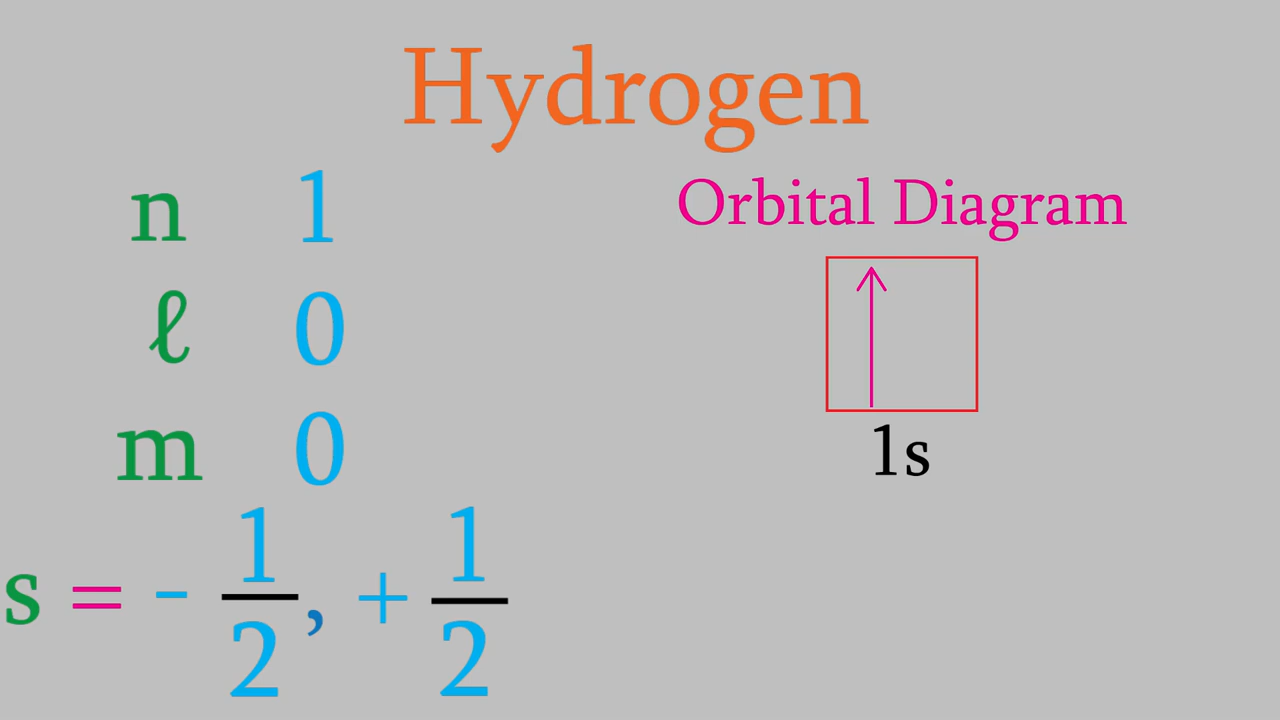 Hydrogen
n 1
ℓ 0
m 0
s = - 1/2, + 1/2
Orbital Diagram
1s